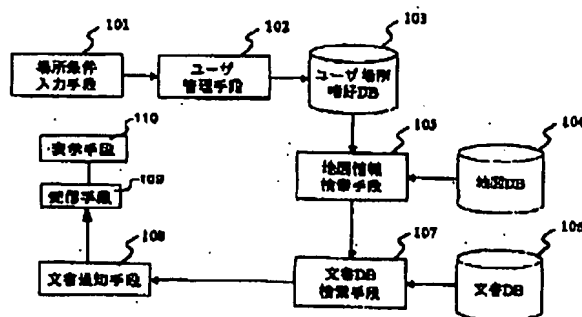 101
102
103
場所条件
入力手段
ユーザ
管理手段
ユーザ場所
嗜好DB
110
表示手段
109
受信手段
105
地図情報
検索手段
104
地図DB
108
文書通知手段
107
文書DB
検索手段
106
文書DB